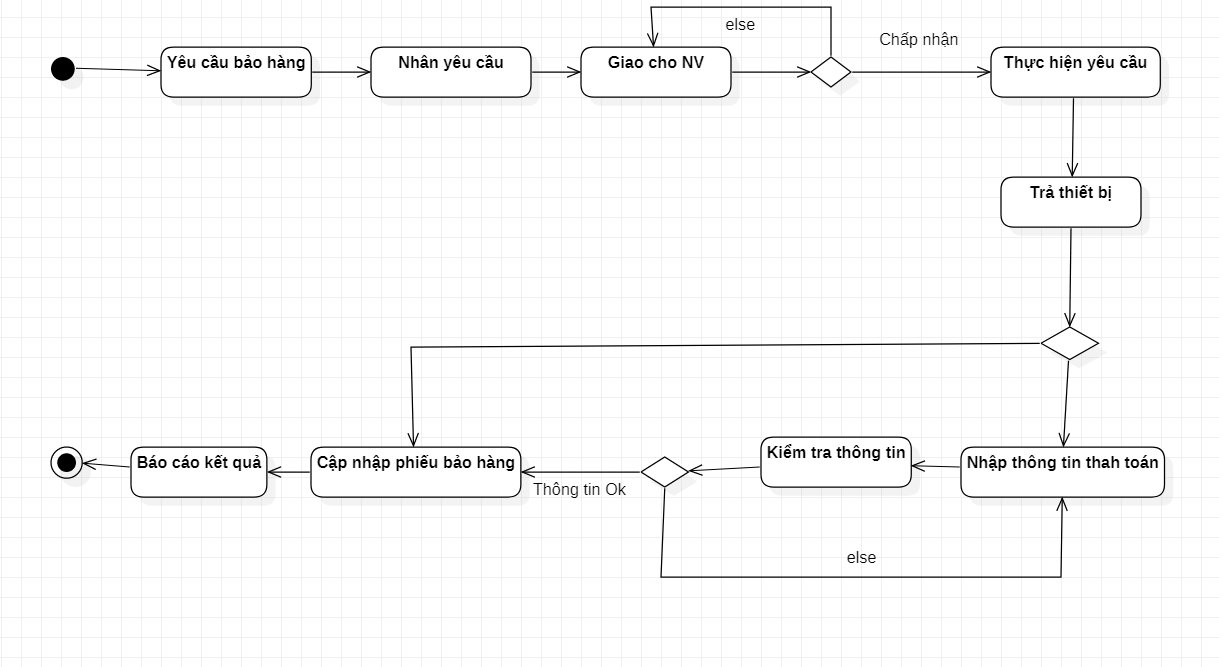 else
Chấp nhận
Yêu cầu bảo hàng
Nhân yêu cầu
Giao cho NV
Thực hiện yêu cầu
Trả thiết bị
Báo cáo kết quả
Cập nhập phiếu bảo hàng
Thông tin Ok
Kiểm tra thông tin
Nhập thông tin thah toán
else